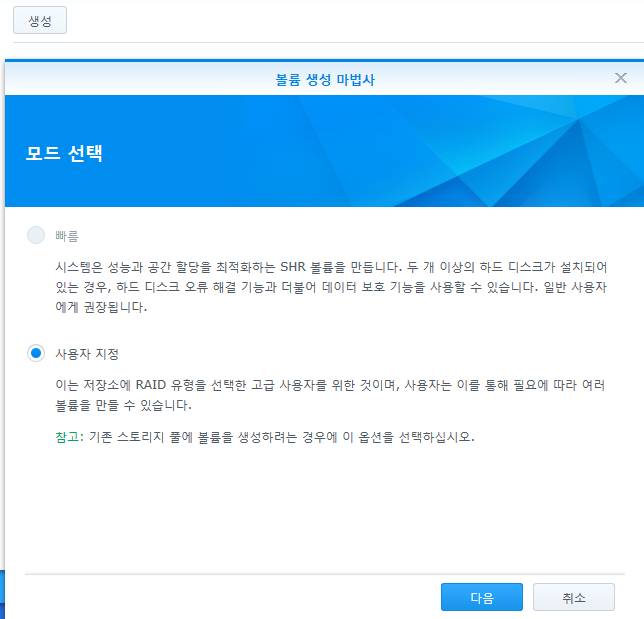 생성
볼륨 생성 마법사
모드 선택
빠름
시스템은 성능과 공간 할당을 최적화하는 SHR 볼륨을 만듭니다. 두 개 이상의 하드 디스크가 설치되어
있는 경우, 하드 디스크 오류 해결 기능과 더불어 데이터 보호 기능을 사용할 수 있습니다. 일반 사용자
에게 권장됩니다.
사용자 지정
이는 저장소에 RAID 유형을 선택한 고급 사용자를 위한 것이며, 사용자는 이를 통해 필요에 따라 여러
볼륨을 만들 수 있습니다.
참고: 기존 스토리지 풀에 볼륨을 생성하려는 경우에 이 옵션을 선택하십시오.
다음
취소